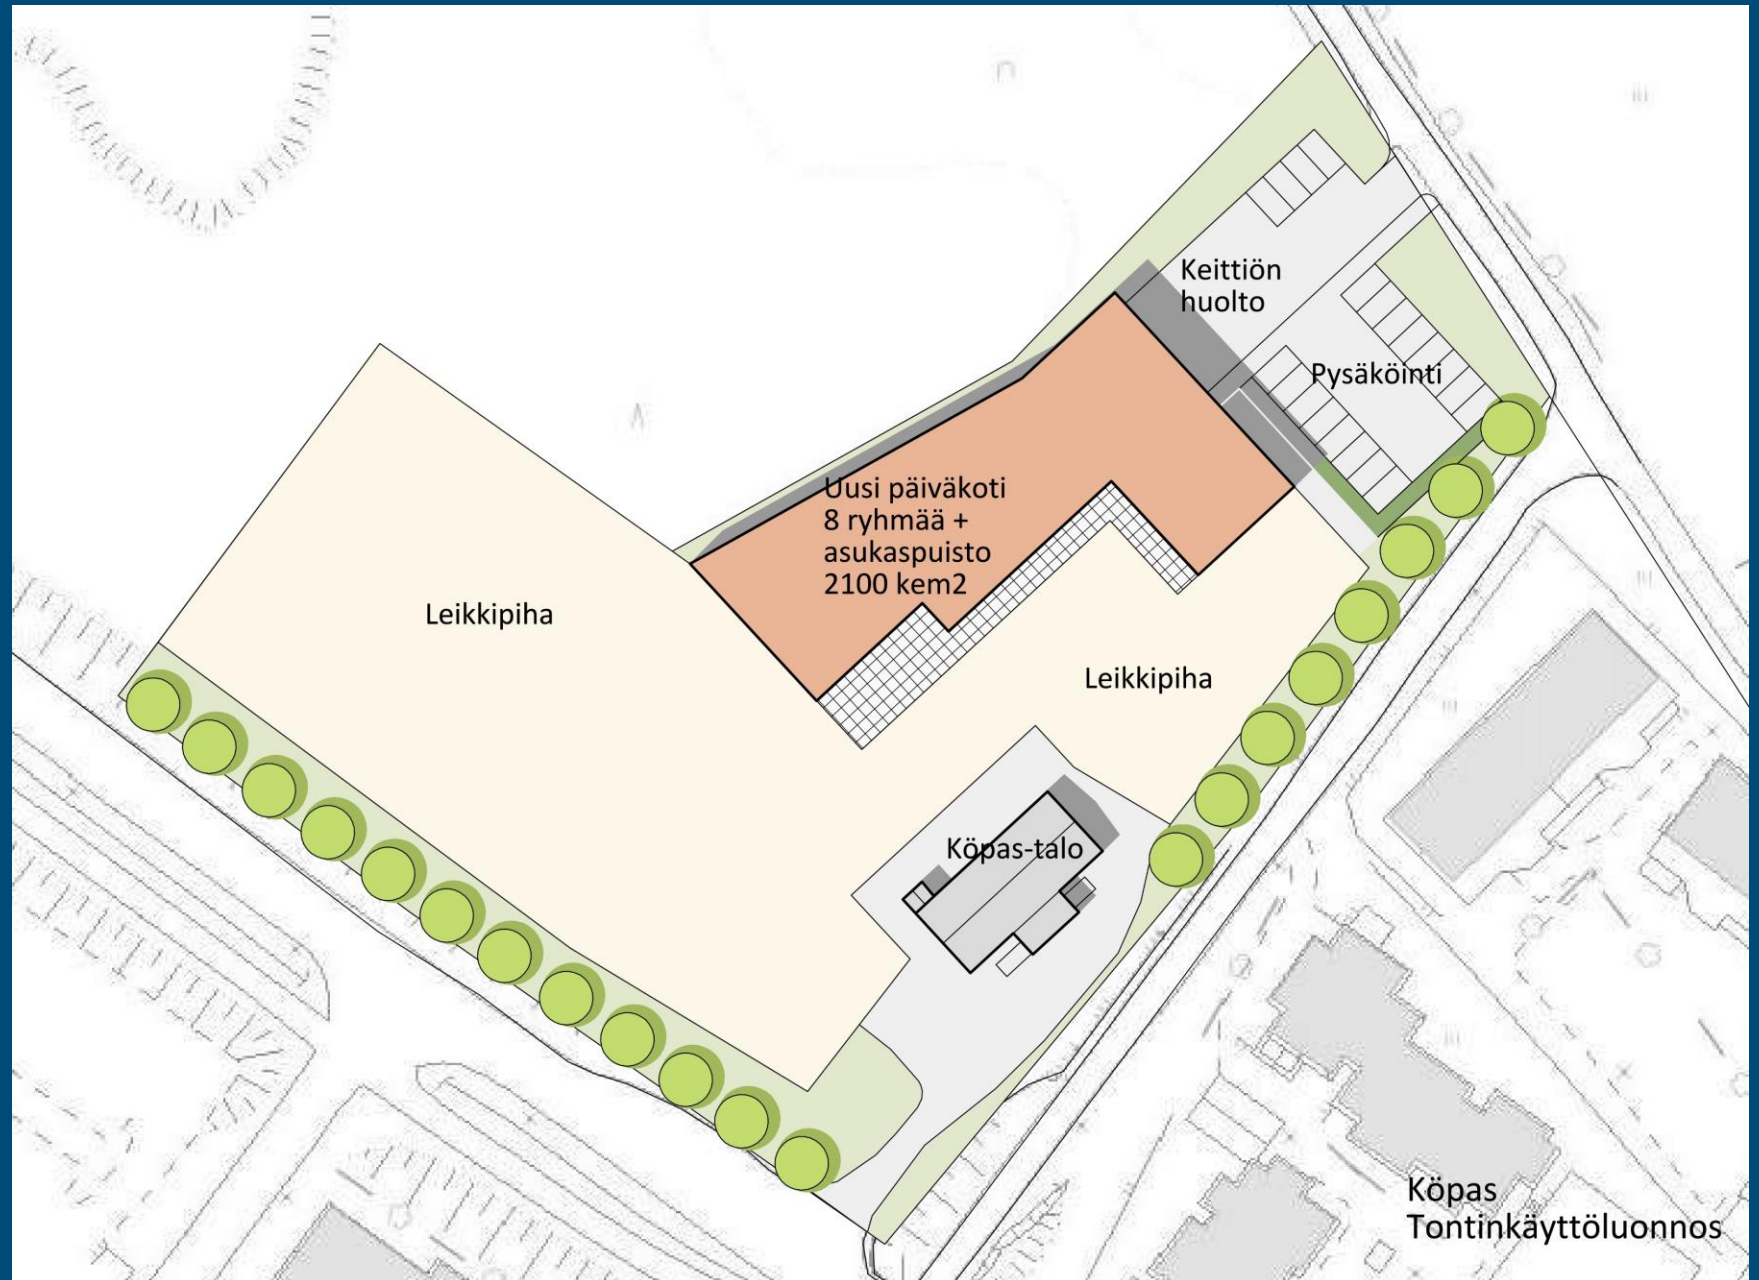 Keittiön
huolto
Pysäköinti
Uusi päiväkoti
8 ryhmää +
asukaspuisto
2100 kem2
Leikkipiha
Leikkipiha
Köpas-talo
Köpas
Tontinkäyttöluonnos